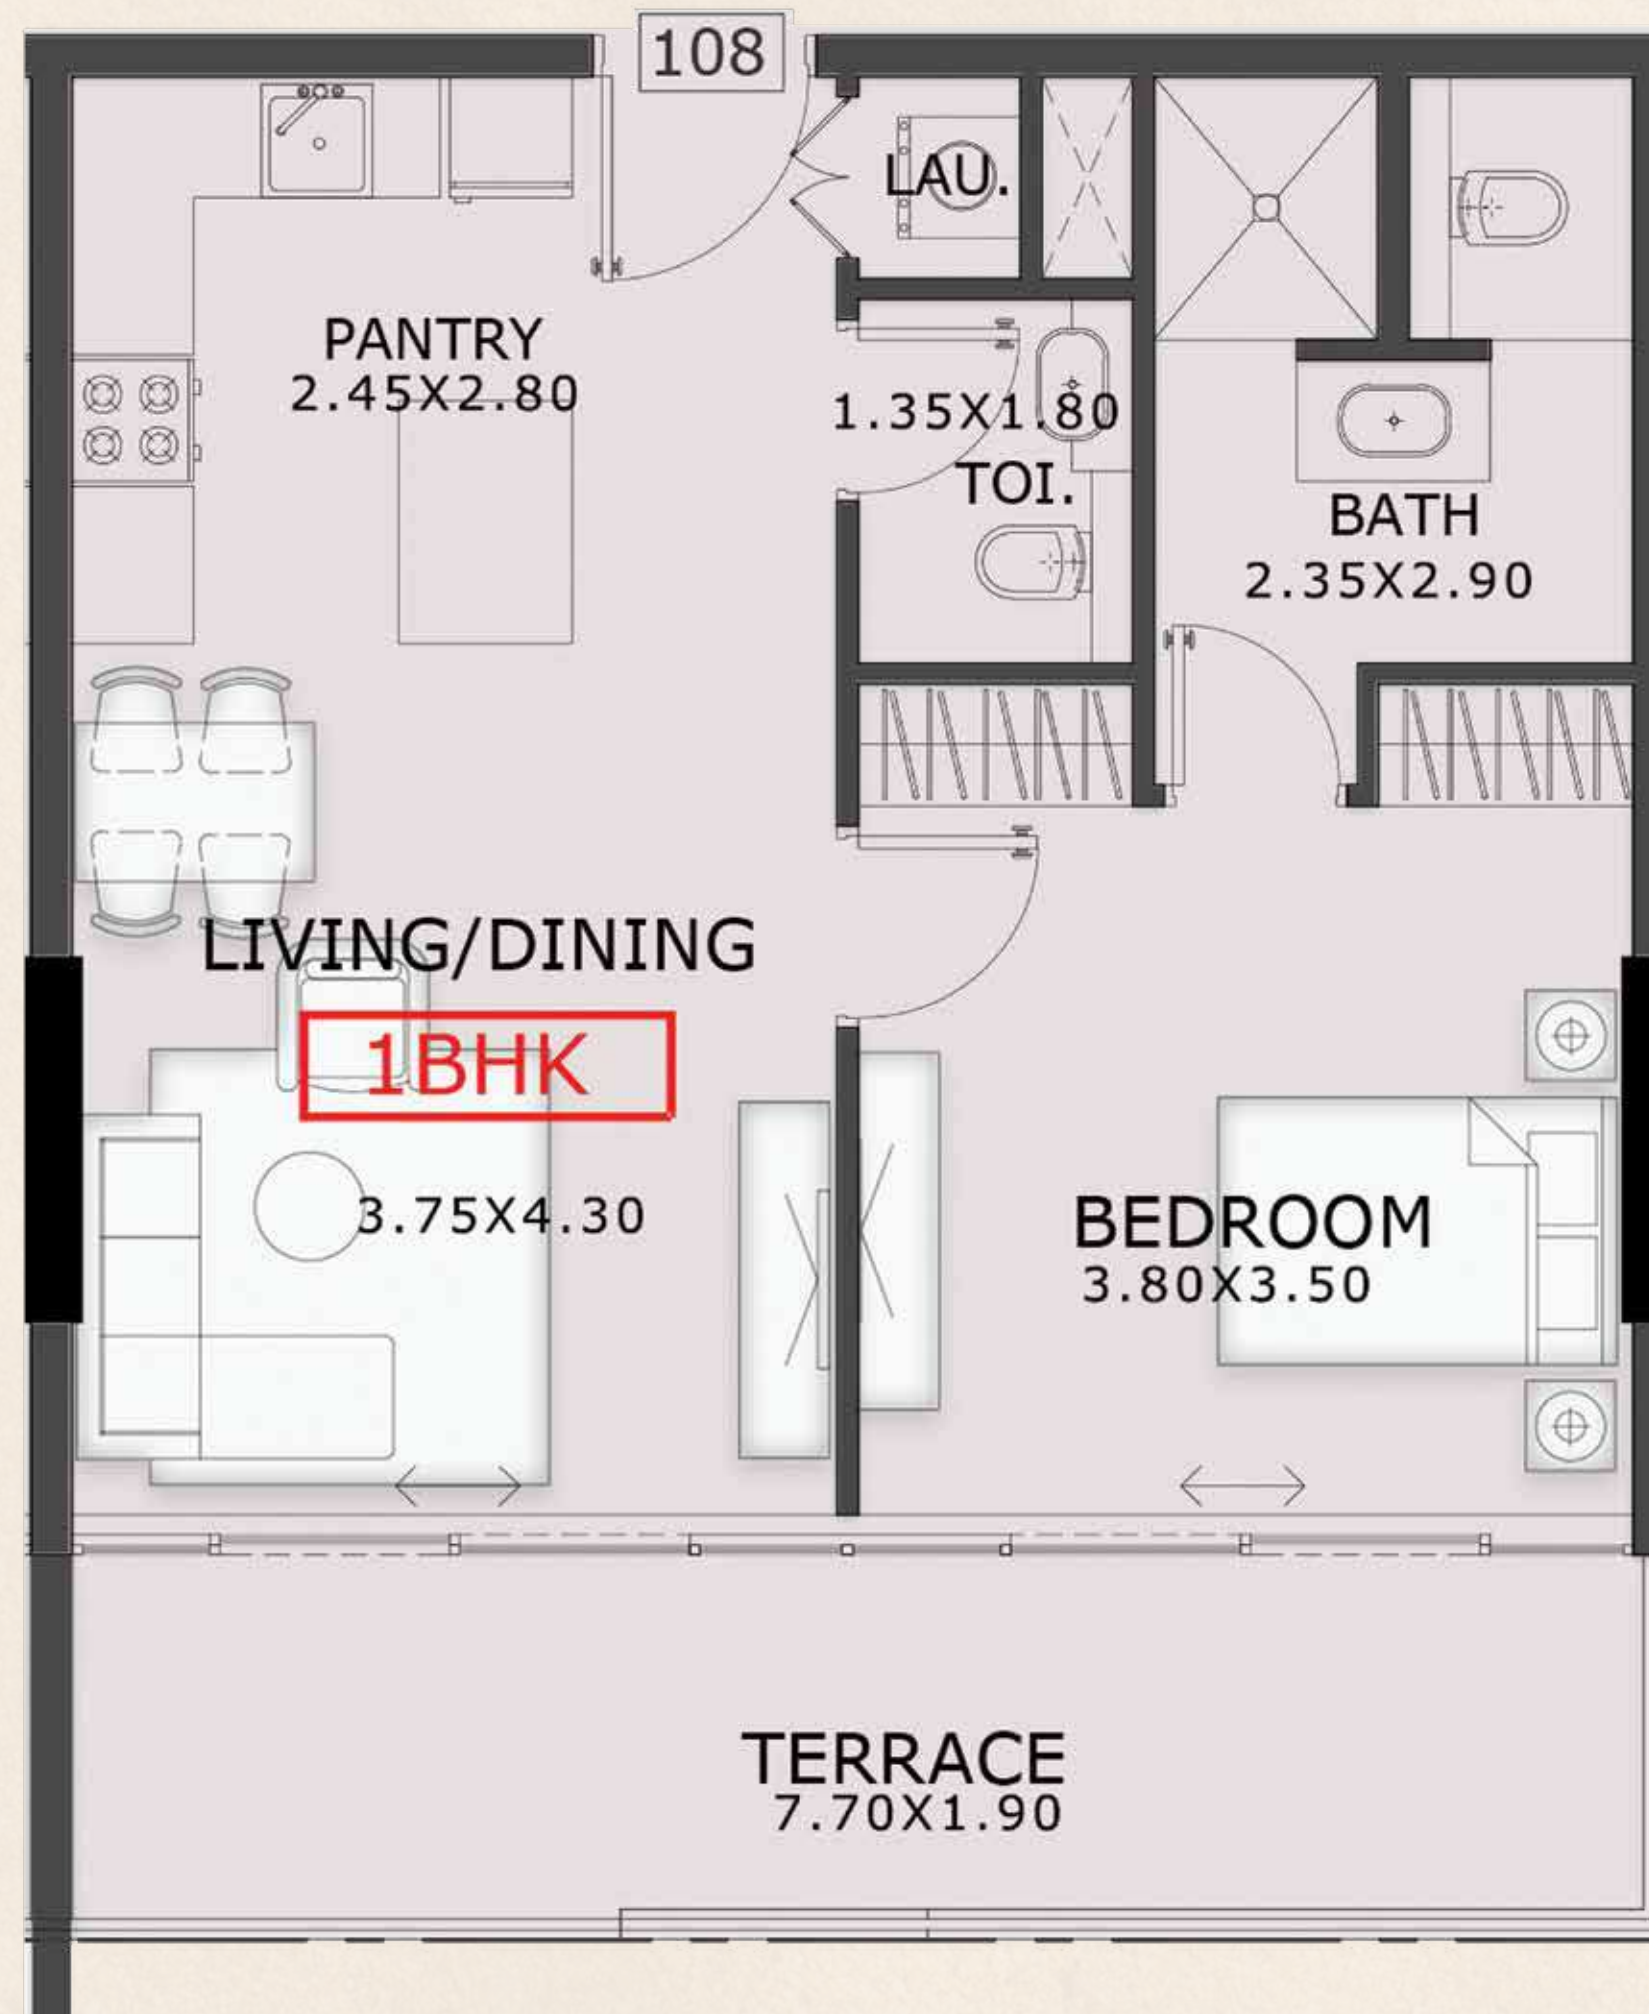 108
LAU.
PANTRY
2.45X2.80
1.35X1.80
TOI.
BATH
2.35X2.90
LIVING/DINING
1BHK
3.75X4.30
BEDROOM
3.80X3.50
TERRACE
7.70X1.90